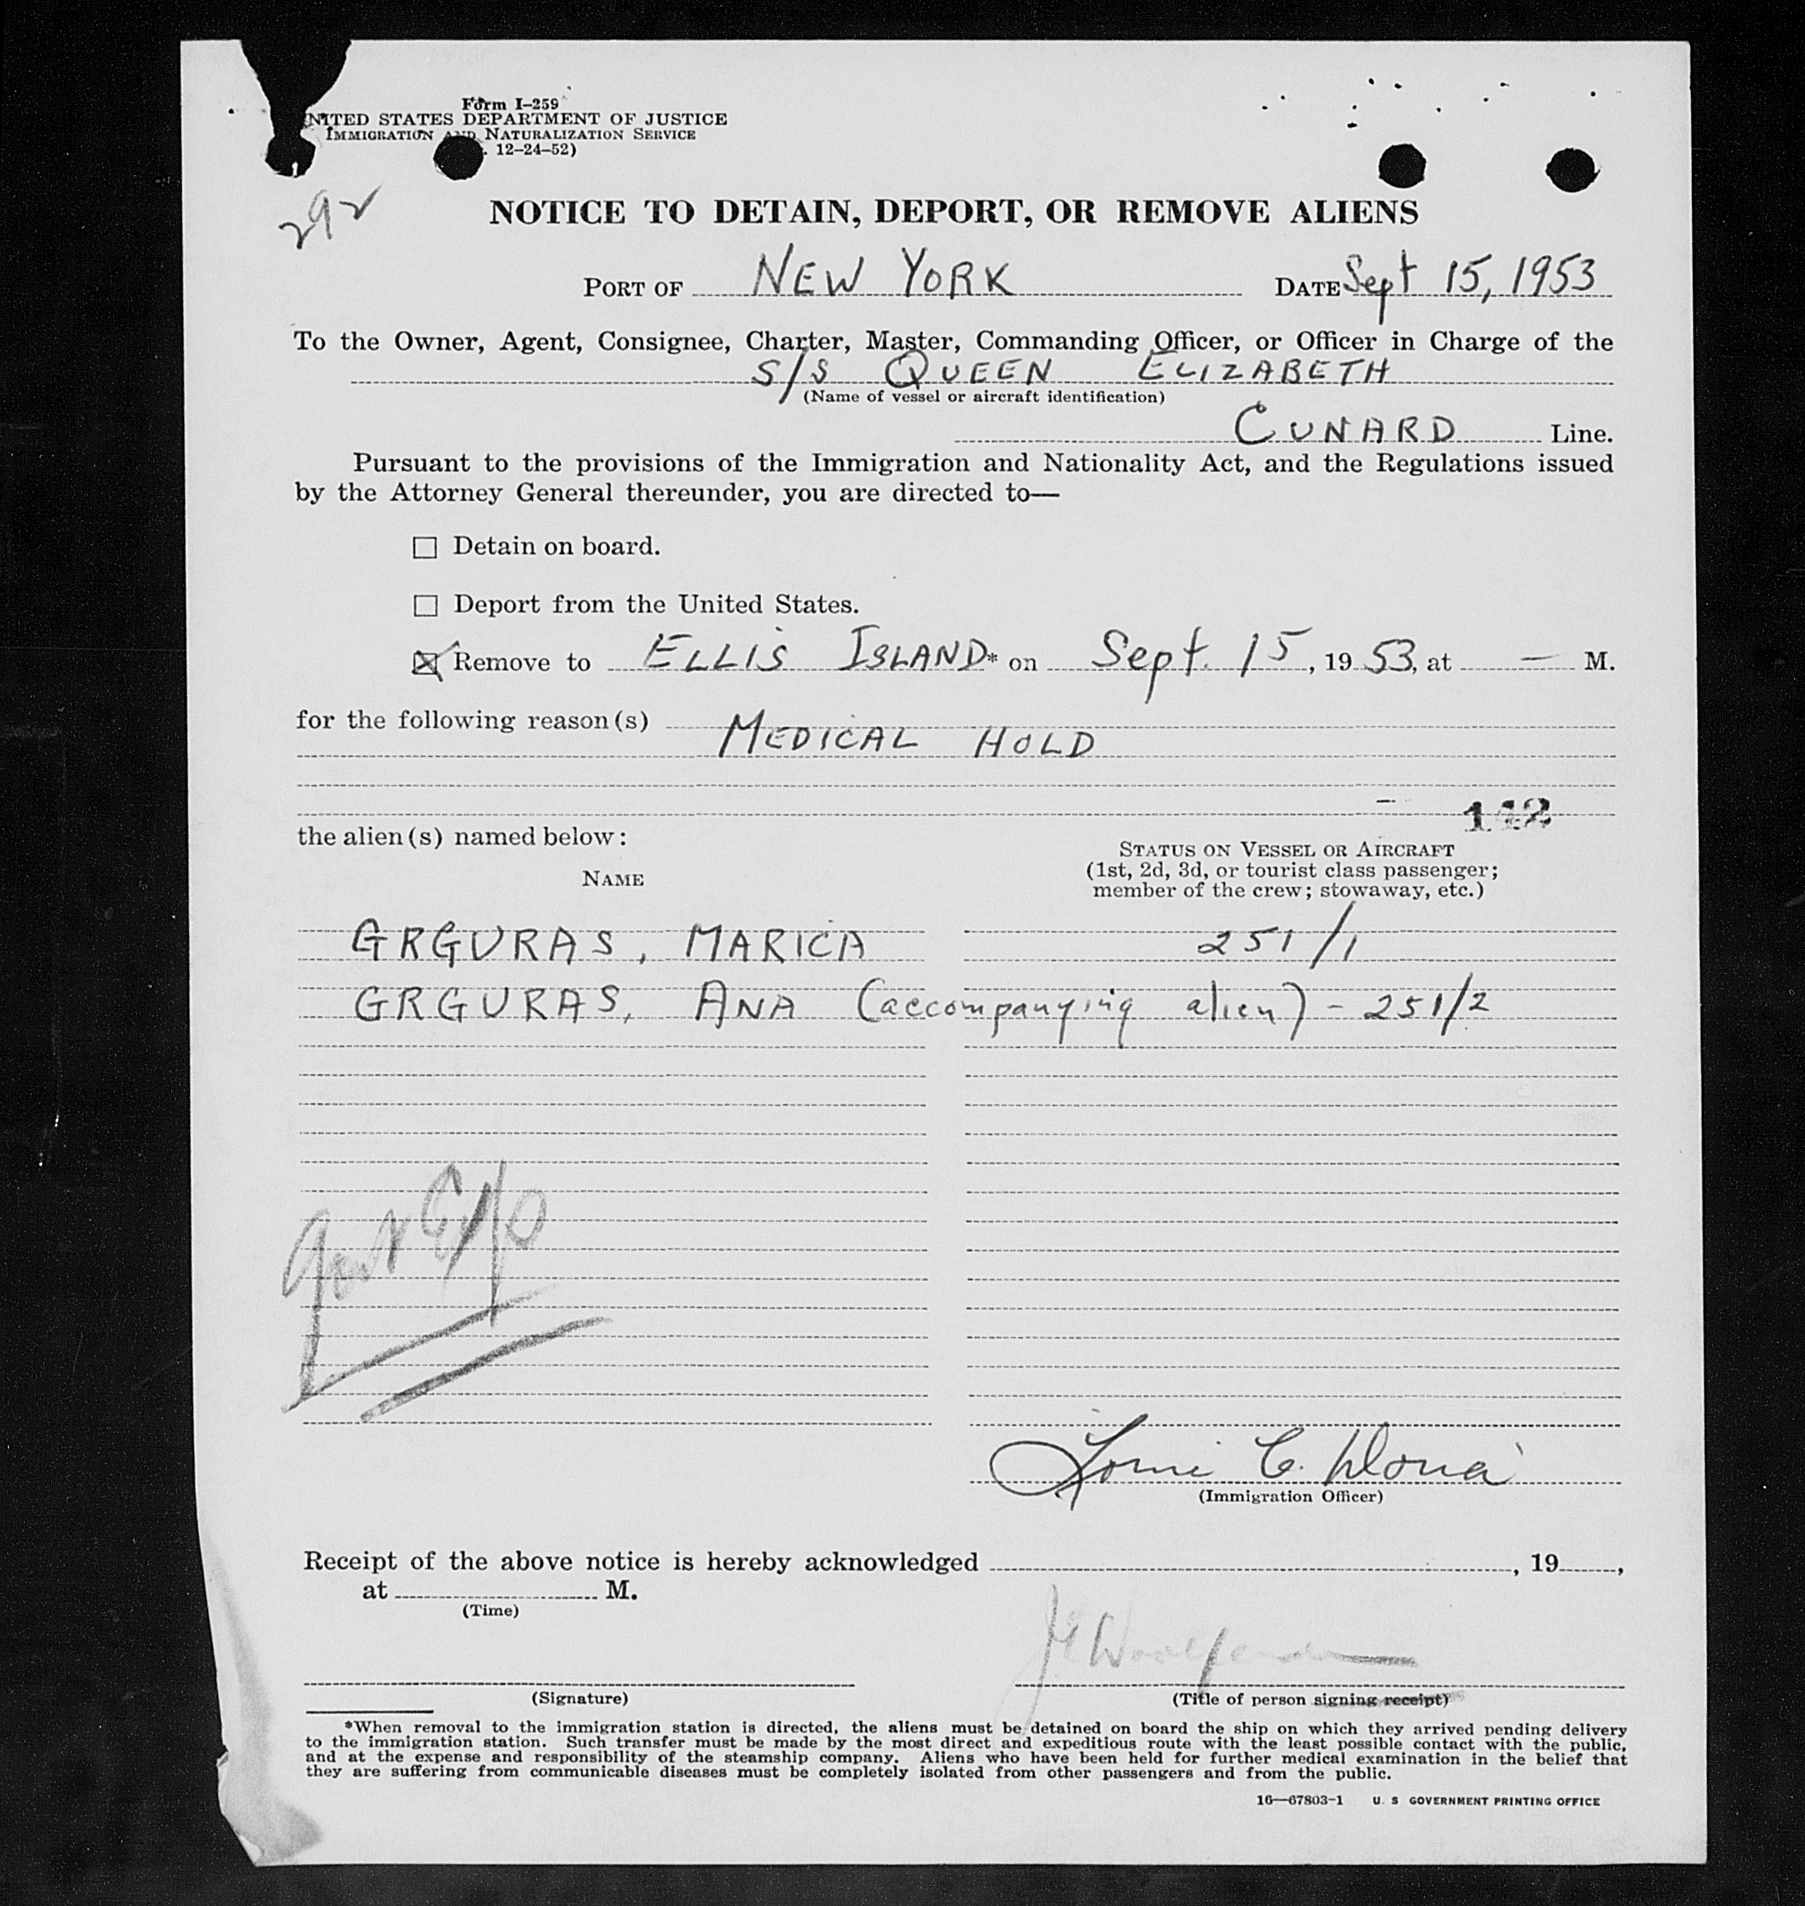 Form I-259
UNITED STATES DEPARTMENT OF JUSTICE
IMMIGRATION AND NATURALIZATION SERVICE
12-24-52)
292
NOTICE TO DETAIN, DEPORT, OR REMOVE ALIENS
PORT OF NEW YORK DATE Sept 15, 1953
To the Owner, Agent, Consignee, Charter, Master, Commanding Officer, or Officer in Charge of the
S/S QUEEN ELIZABETH
(Name of vessel or aircraft identification)
CUNARD Line.
Pursuant to the provisions of the Immigration and Nationality Act, and the Regulations issued
by the Attorney General thereunder, you are directed to—
☐ Detain on board.
☐ Deport from the United States.
☒ Remove to ELLIS ISLAND* on Sept. 15, 1953, at — M.
for the following reason(s)
MEDICAL HOLD
142
the alien(s) named below:
STATUS ON VESSEL OR AIRCRAFT
(1st, 2d, 3d, or tourist class passenger;
member of the crew; stowaway, etc.)
NAME
GRGURAS, MARICA 251/1
GRGURAS, ANA (accompanying alien) - 251/2
C.
(Immigration Officer)
Receipt of the above notice is hereby acknowledged , 19 ,
at M.
(Time)
(Signature) (Title of person signing receipt)
*When removal to the immigration station is directed, the aliens must be detained on board the ship on which they arrived pending delivery
to the immigration station. Such transfer must be made by the most direct and expeditious route with the least possible contact with the public,
and at the expense and responsibility of the steamship company. Aliens who have been held for further medical examination in the belief that
they are suffering from communicable diseases must be completely isolated from other passengers and from the public.
16—67803-1 U. S GOVERNMENT PRINTING OFFICE